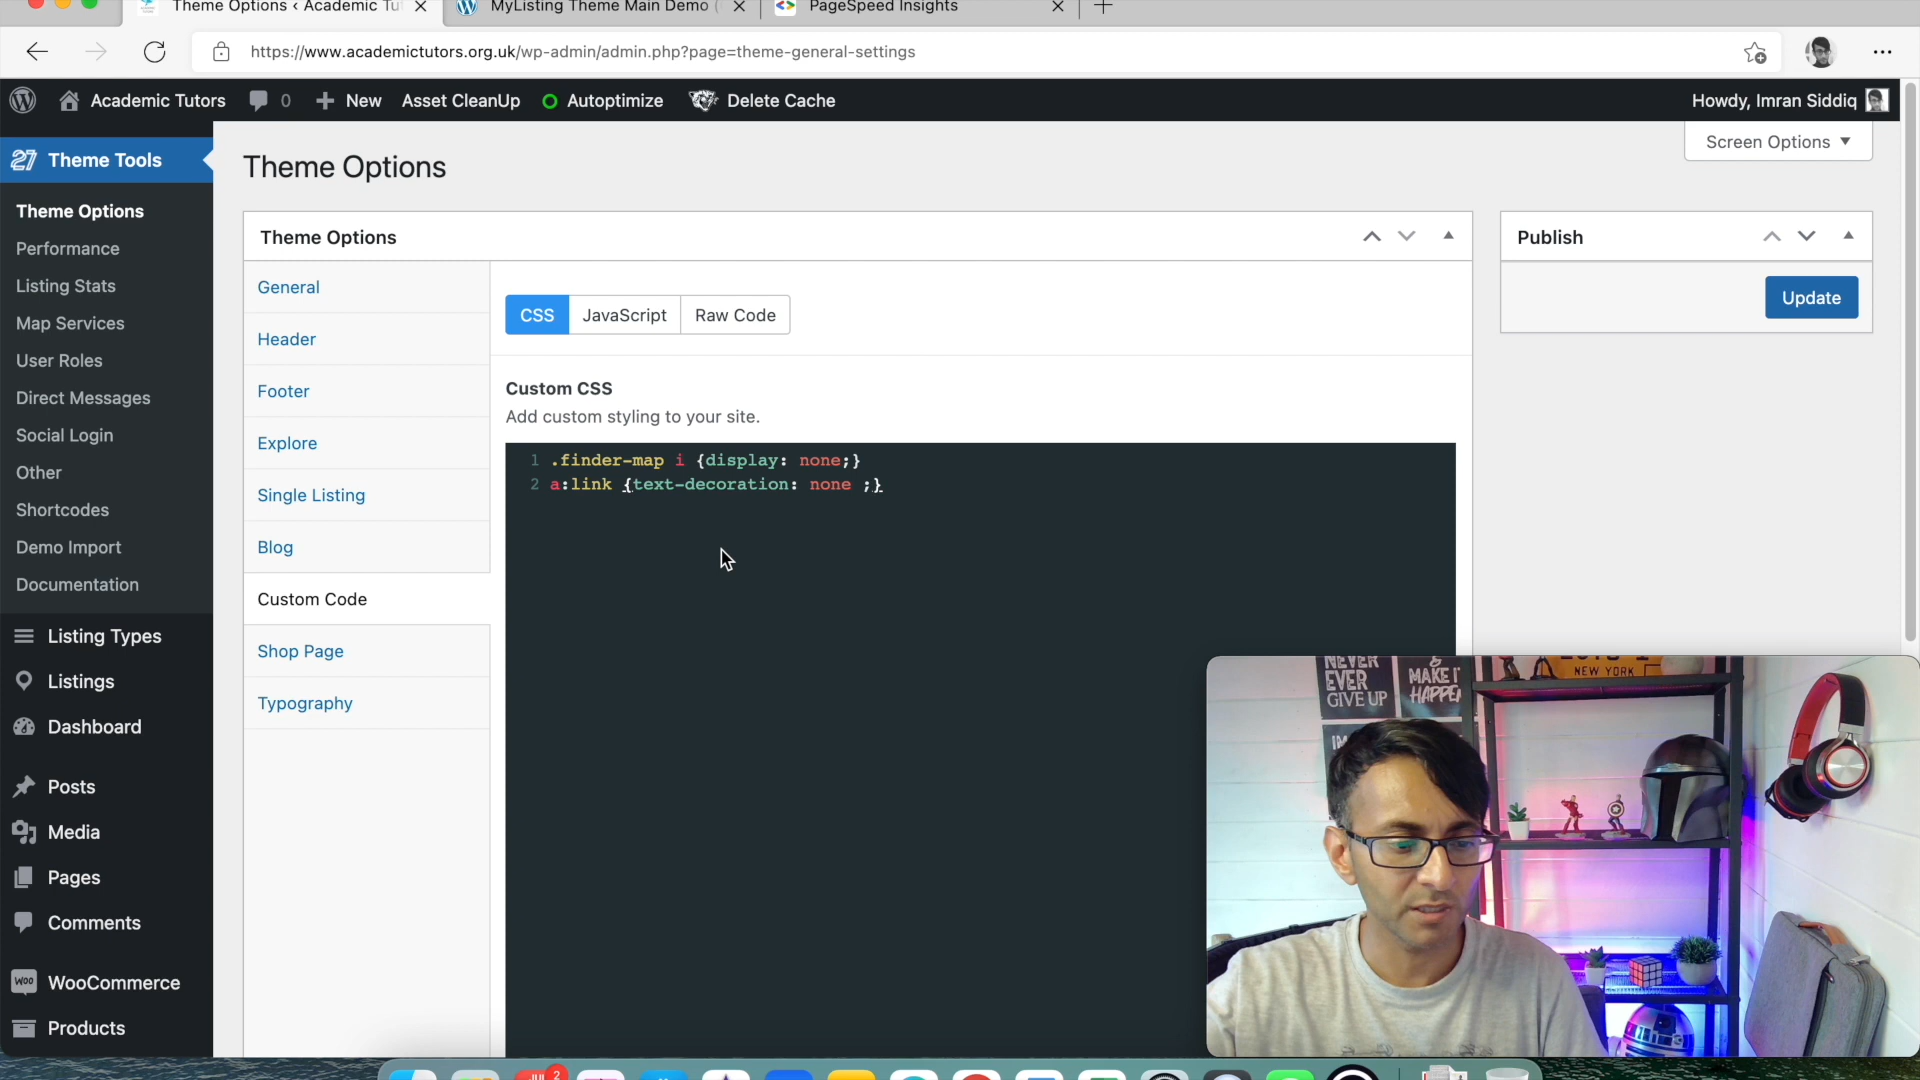 Theme Options ‹ Academic Tut
MyListing Theme Main Demo (
PageSpeed Insights
https://www.academictutors.org.uk/wp-admin/admin.php?page=theme-general-settings
Academic Tutors
0
New
Asset CleanUp
Autoptimize
Delete Cache
Howdy, Imran Siddiq
Screen Options
27 Theme Tools
Theme Options
Performance
Listing Stats
Map Services
User Roles
Direct Messages
Social Login
Other
Shortcodes
Demo Import
Documentation
Listing Types
Listings
Dashboard
Posts
Media
Pages
Comments
WOO WooCommerce
Products
Theme Options
Theme Options
General
Header
Footer
Explore
Single Listing
Blog
Custom Code
Shop Page
Typography
CSS
JavaScript
Raw Code
Custom CSS
Add custom styling to your site.
1 .finder-map i {display: none;}
2 a:link {text-decoration: none ;}
Publish
Update
NEVER
EVER
GIVE UP
&
MAKE IT
HAPPEN
NEW YORK
2